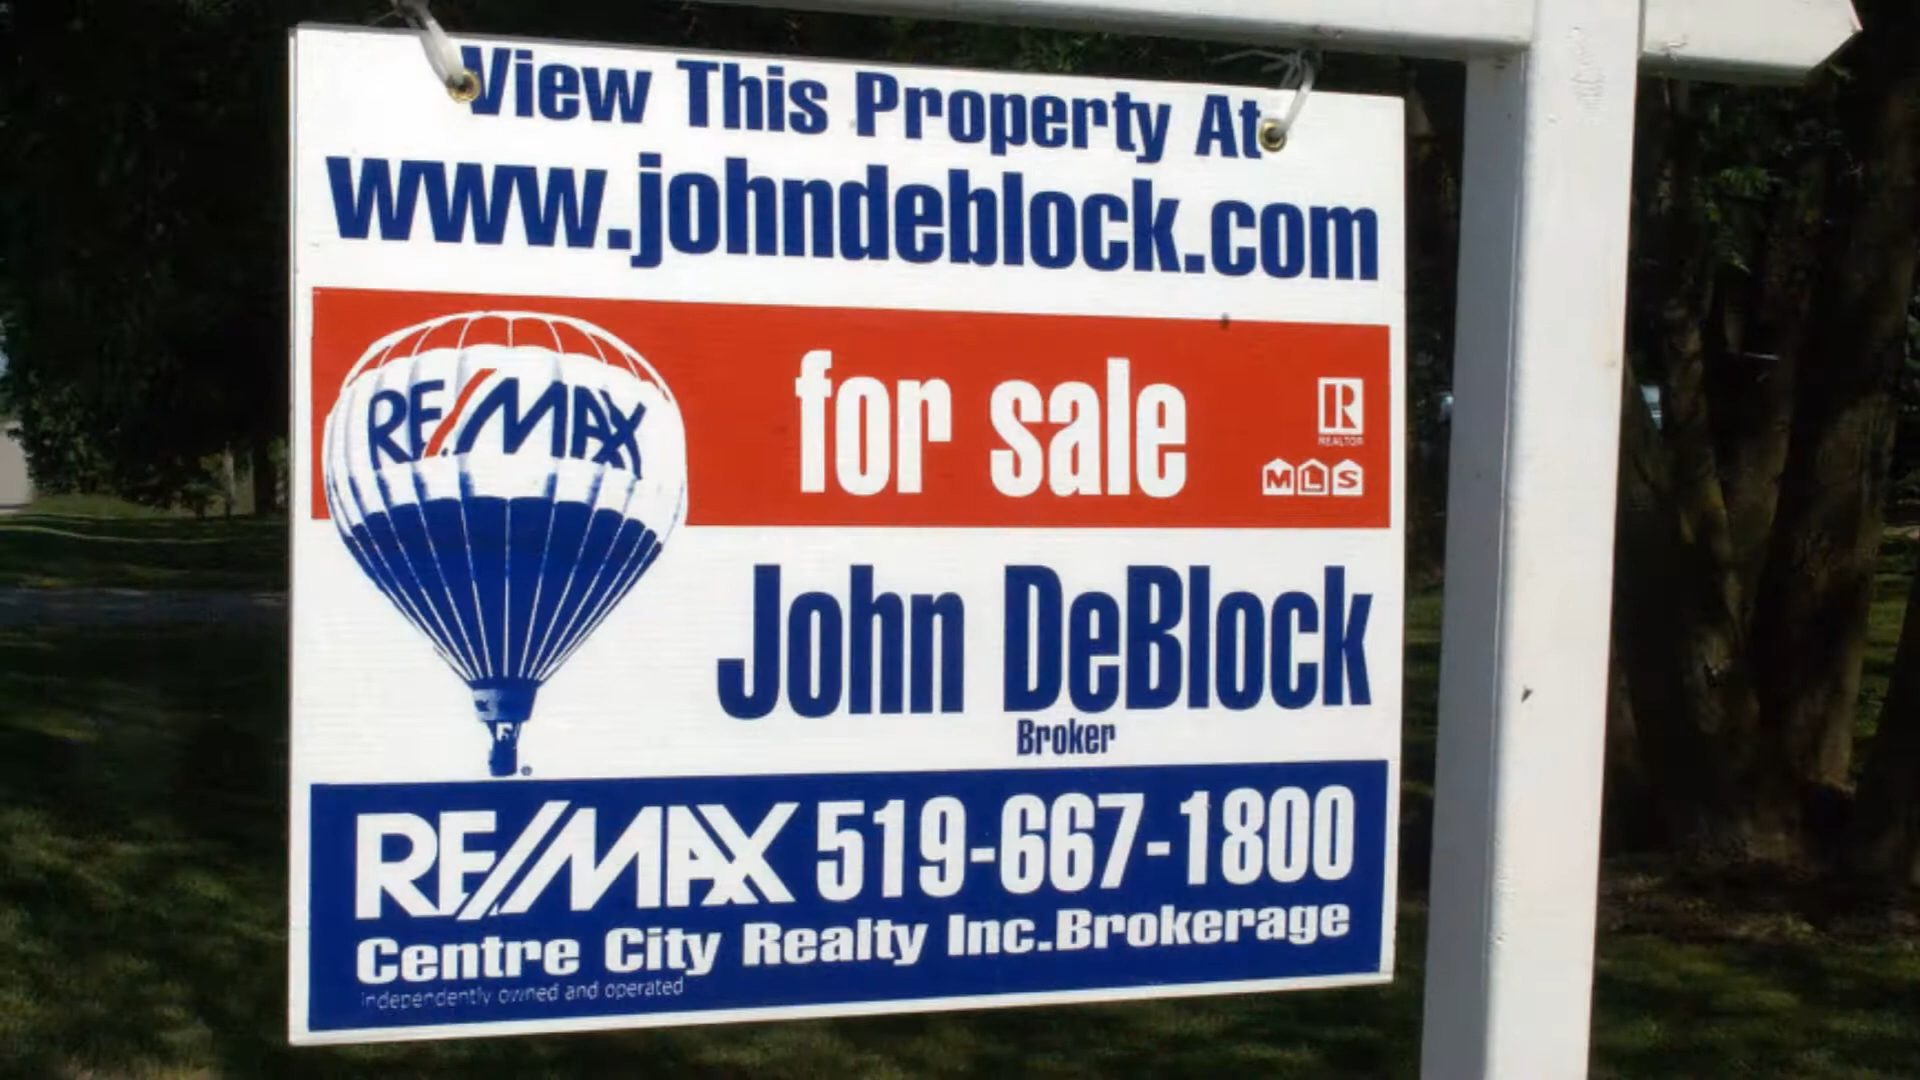 View This Property At
www.johndeblock.com
RE/MAX
for sale
R
REALTOR
MLS
John DeBlock
Broker
RE/MAX 519-667-1800
Centre City Realty Inc.Brokerage
independently owned and operated